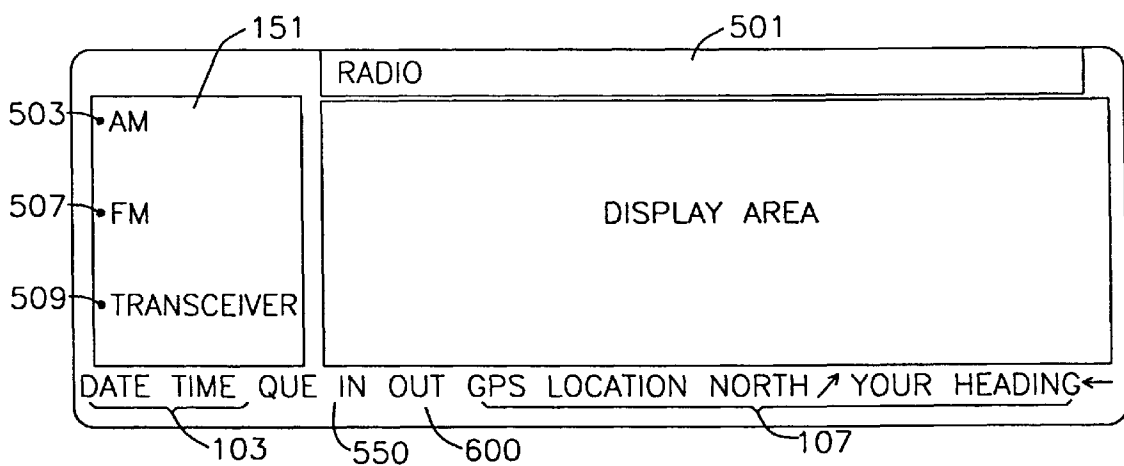 151
501
RADIO
503
AM
507
FM
DISPLAY AREA
509
TRANSCEIVER
DATE TIME QUE IN OUT GPS LOCATION NORTH↗ YOUR HEADING←
103
550
600
107